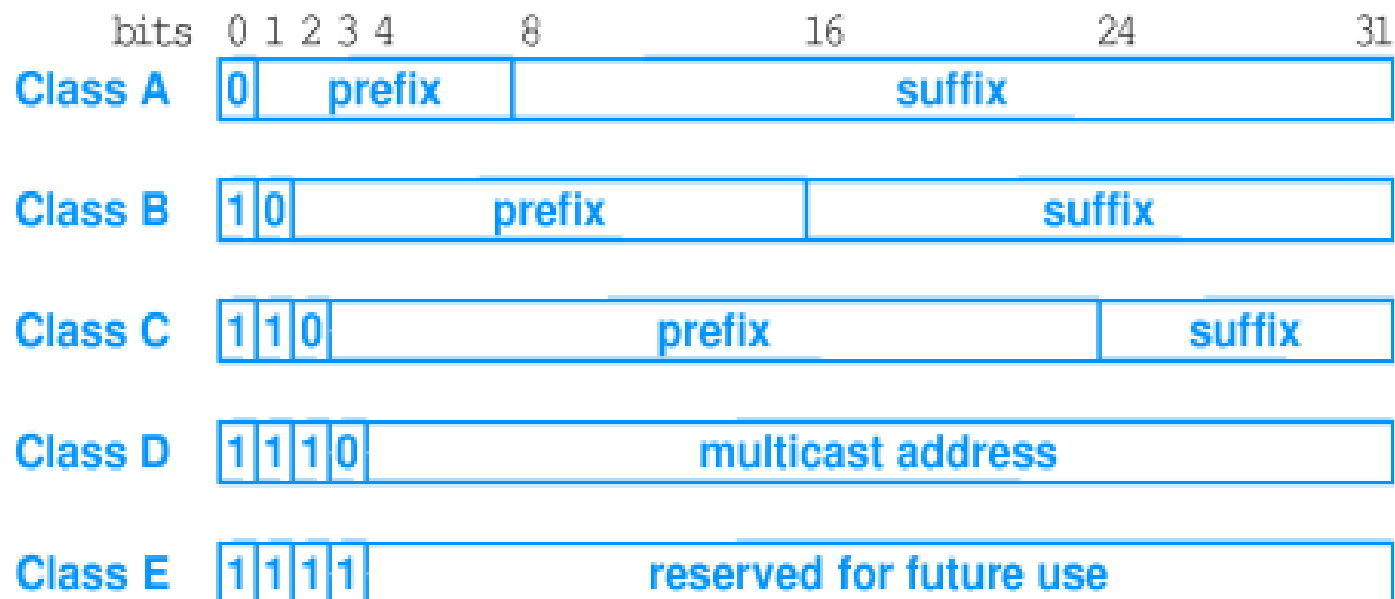 bits 0 1 2 3 4 8 16 24 31
Class A 0 prefix suffix
Class B 1 0 prefix suffix
Class C 1 1 0 prefix suffix
Class D 1 1 1 0 multicast address
Class E 1 1 1 1 reserved for future use